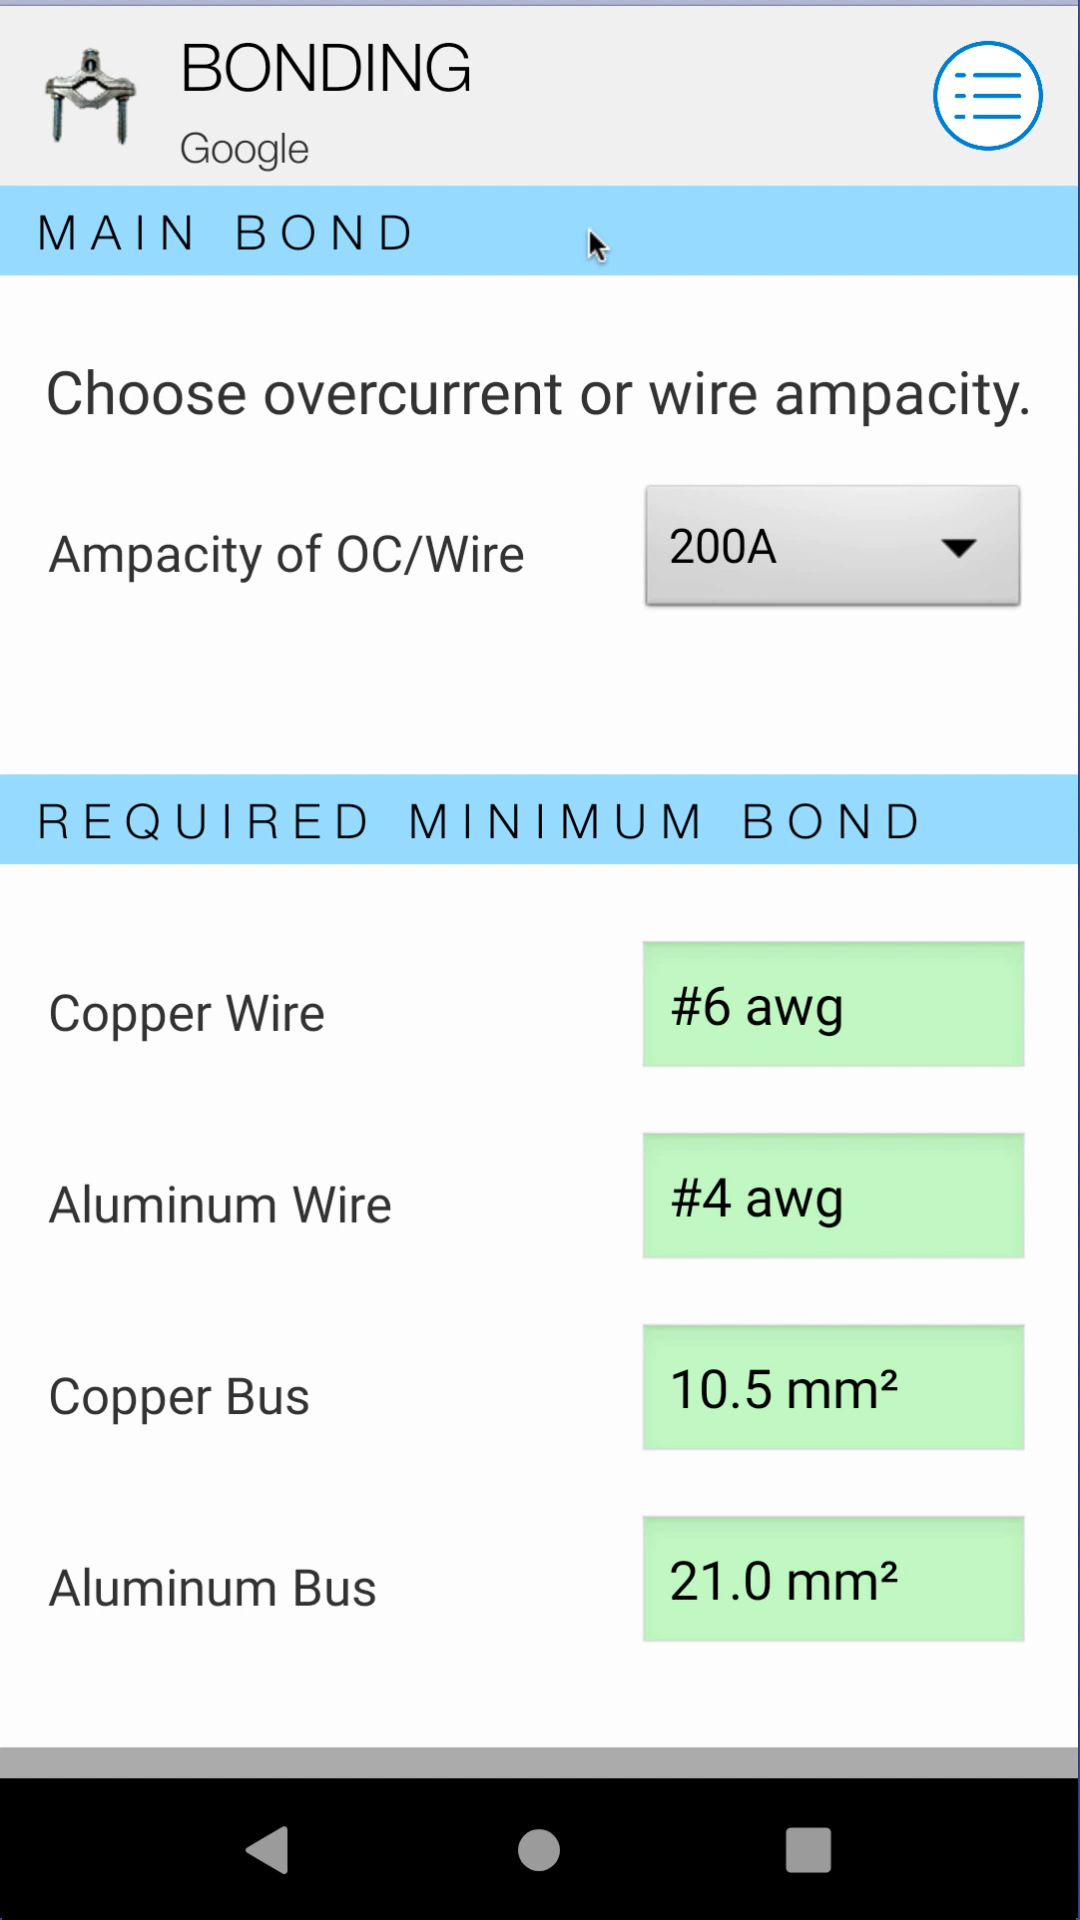 BONDING
Google
MAIN BOND
Choose overcurrent or wire ampacity.
Ampacity of OC/Wire 200A
REQUIRED MINIMUM BOND
Copper Wire #6 awg
Aluminum Wire #4 awg
Copper Bus 10.5 mm²
Aluminum Bus 21.0 mm²